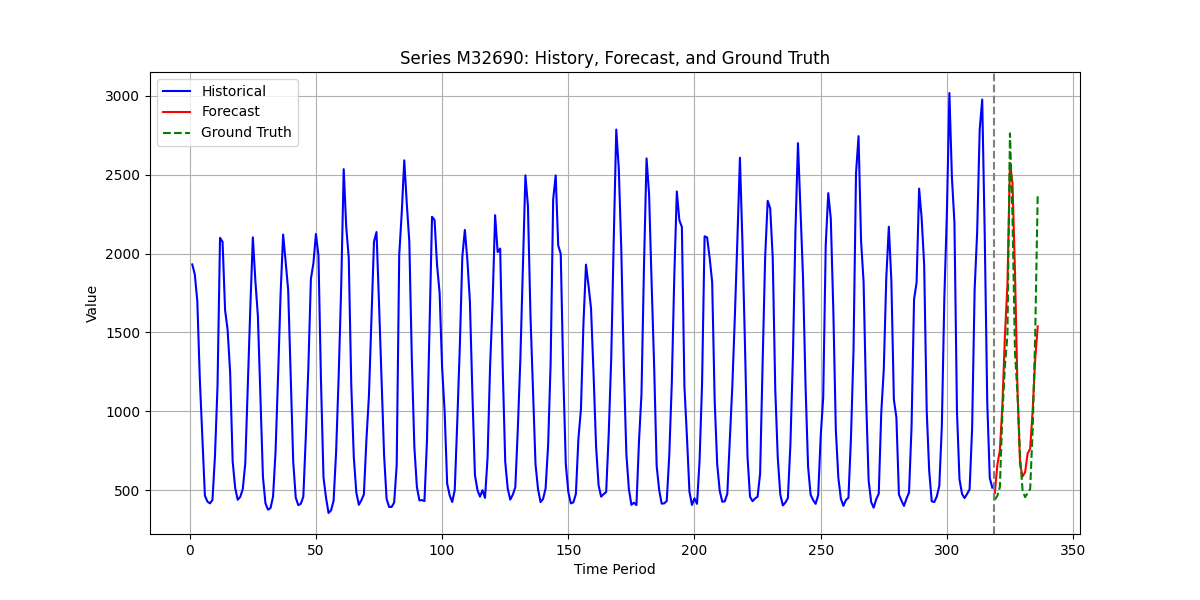 Series M32690: History, Forecast, and Ground Truth
Historical
Forecast
Ground Truth
3000
2500
2000
1500
1000
500
Value
0 50 100 150 200 250 300 350
Time Period